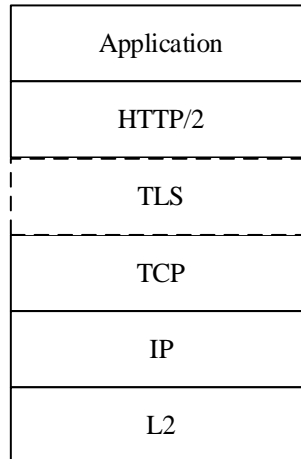 Application
HTTP/2
TLS
TCP
IP
L2